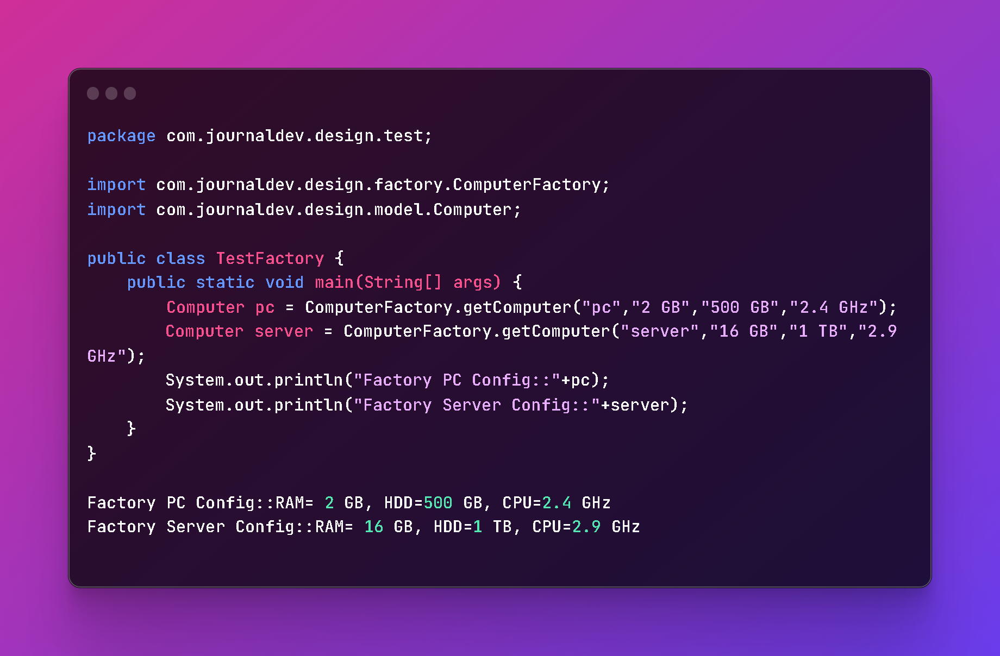 package com.journaldev.design.test;

import com.journaldev.design.factory.ComputerFactory;
import com.journaldev.design.model.Computer;

public class TestFactory {
    public static void main(String[] args) {
        Computer pc = ComputerFactory.getComputer("pc","2 GB","500 GB","2.4 GHz");
        Computer server = ComputerFactory.getComputer("server","16 GB","1 TB","2.9
GHz");
        System.out.println("Factory PC Config::"+pc);
        System.out.println("Factory Server Config::"+server);
    }
}

Factory PC Config::RAM= 2 GB, HDD=500 GB, CPU=2.4 GHz
Factory Server Config::RAM= 16 GB, HDD=1 TB, CPU=2.9 GHz